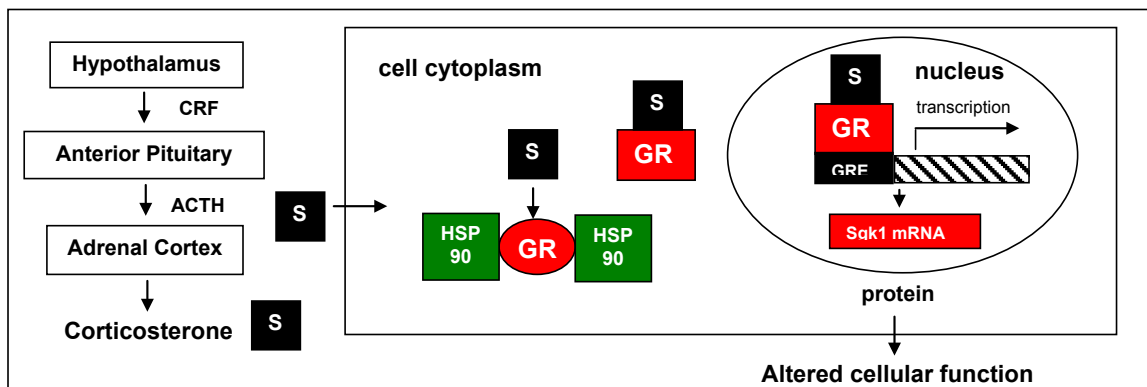 Hypothalamus
CRF
Anterior Pituitary
ACTH
Adrenal Cortex
Corticosterone
S
S
cell cytoplasm
S
GR
S
HSP
90
GR
HSP
90
nucleus
S
GR
GRE
transcription
Sgk1 mRNA
protein
Altered cellular function